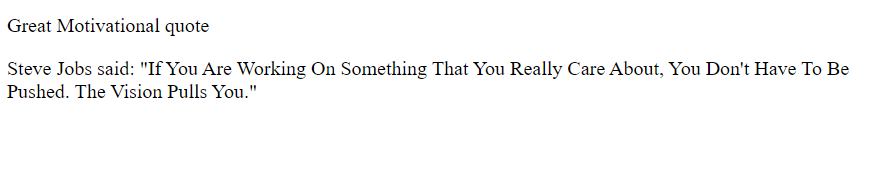 Great Motivational quote
Steve Jobs said: "If You Are Working On Something That You Really Care About, You Don't Have To Be
Pushed. The Vision Pulls You."